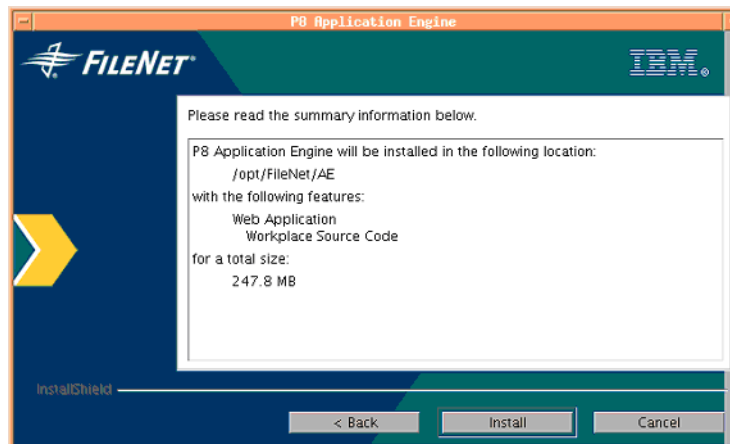 P8 Application Engine
FILENET
IBM
Please read the summary information below.
P8 Application Engine will be installed in the following location:
/opt/FileNet/AE
with the following features:
Web Application
Workplace Source Code
for a total size:
247.8 MB
InstallShield
< Back Install Cancel